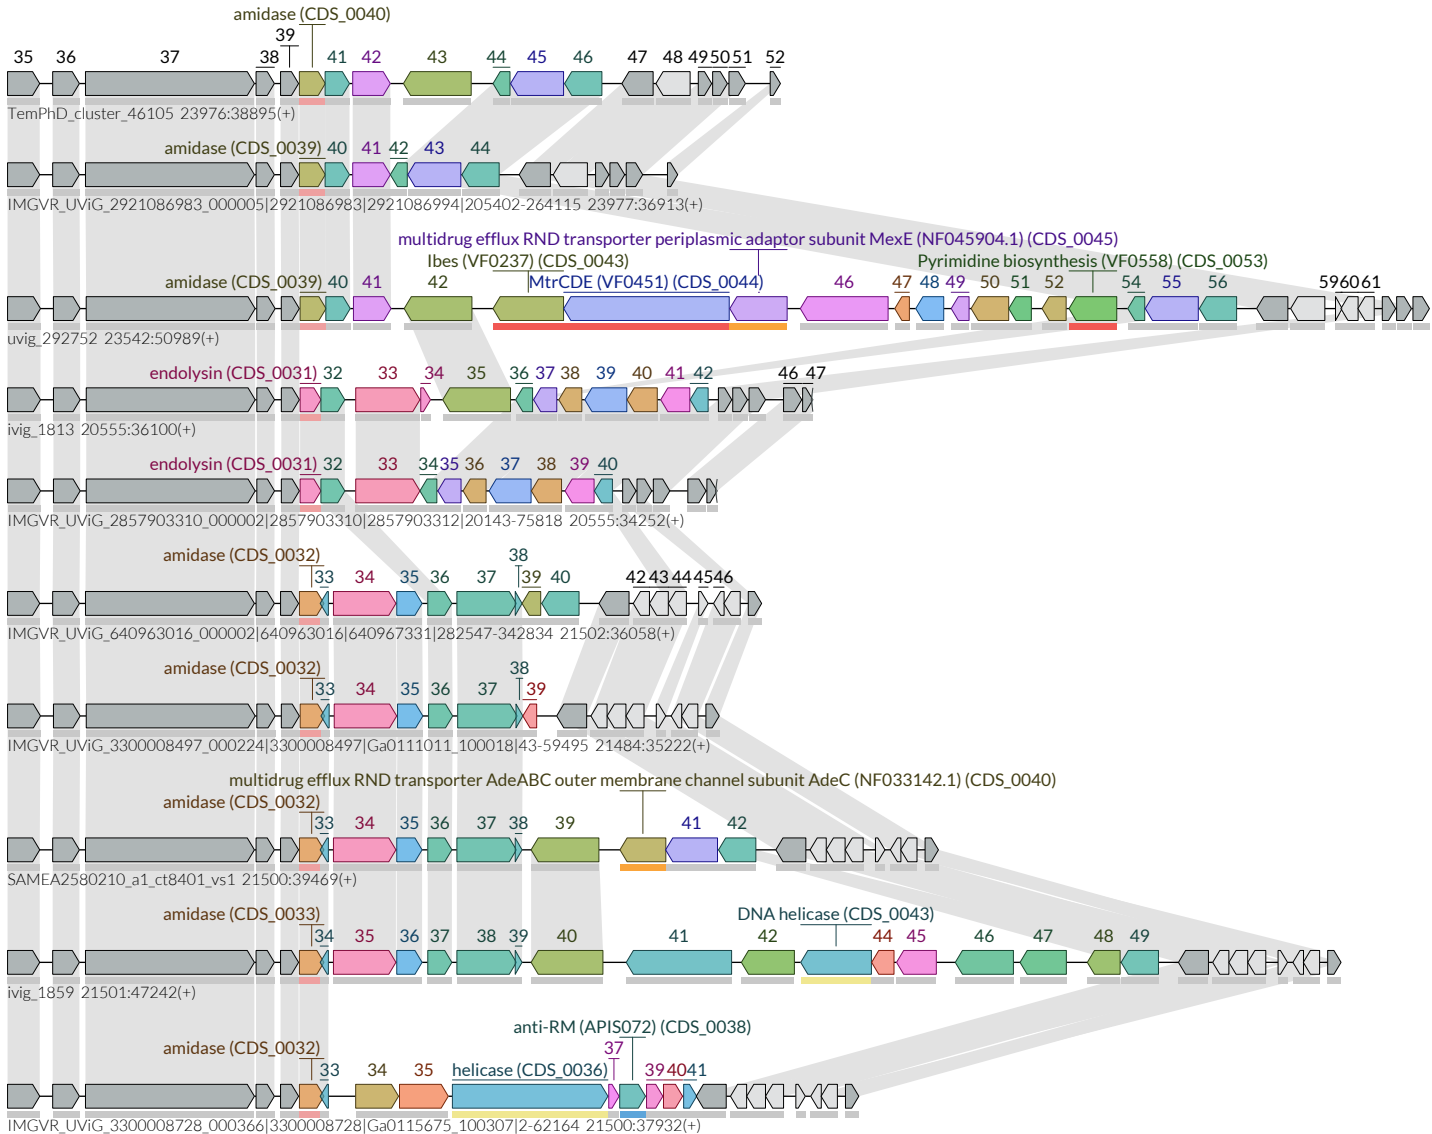 amidase (CDS_0040)
39
35 36 37 38 41 42 43 44 45 46 47 48 49 50 51 52
TemPhD_cluster_46105 23976:38895(+)
amidase (CDS_0039) 40 41 42 43 44
IMGVR_UViG_2921086983_000005|2921086983|2921086994|205402-264115 23977:36913(+)
multidrug efflux RND transporter periplasmic adaptor subunit MexE (NF045904.1) (CDS_0045)
Ibes (VF0237) (CDS_0043) Pyrimidine biosynthesis (VF0558) (CDS_0053)
amidase (CDS_0039) 40 41 42 MtrCDE (VF0451) (CDS_0044) 46 47 48 49 50 51 52 54 55 56 59 60 61
uvig_292752 23542:50989(+)
endolysin (CDS_0031) 32 33 34 35 36 37 38 39 40 41 42 46 47
ivig_1813 20555:36100(+)
endolysin (CDS_0031) 32 33 34 35 36 37 38 39 40
IMGVR_UViG_2857903310_000002|2857903310|2857903312|20143-75818 20555:34252(+)
amidase (CDS_0032) 38
33 34 35 36 37 39 40 42 43 44 45 46
IMGVR_UViG_640963016_000002|640963016|640967331|282547-342834 21502:36058(+)
amidase (CDS_0032) 38
33 34 35 36 37 39
IMGVR_UViG_3300008497_000224|3300008497|Ga0111011_100018|43-59495 21484:35222(+)
multidrug efflux RND transporter AdeABC outer membrane channel subunit AdeC (NF033142.1) (CDS_0040)
amidase (CDS_0032)
33 34 35 36 37 38 39 41 42
SAMEA2580210_a1_ct8401_vs1 21500:39469(+)
amidase (CDS_0033) DNA helicase (CDS_0043)
34 35 36 37 38 39 40 41 42 44 45 46 47 48 49
ivig_1859 21501:47242(+)
anti-RM (APIS072) (CDS_0038)
amidase (CDS_0032) 37
33 34 35 helicase (CDS_0036) 39 40 41
IMGVR_UViG_3300008728_000366|3300008728|Ga0115675_100307|2-62164 21500:37932(+)